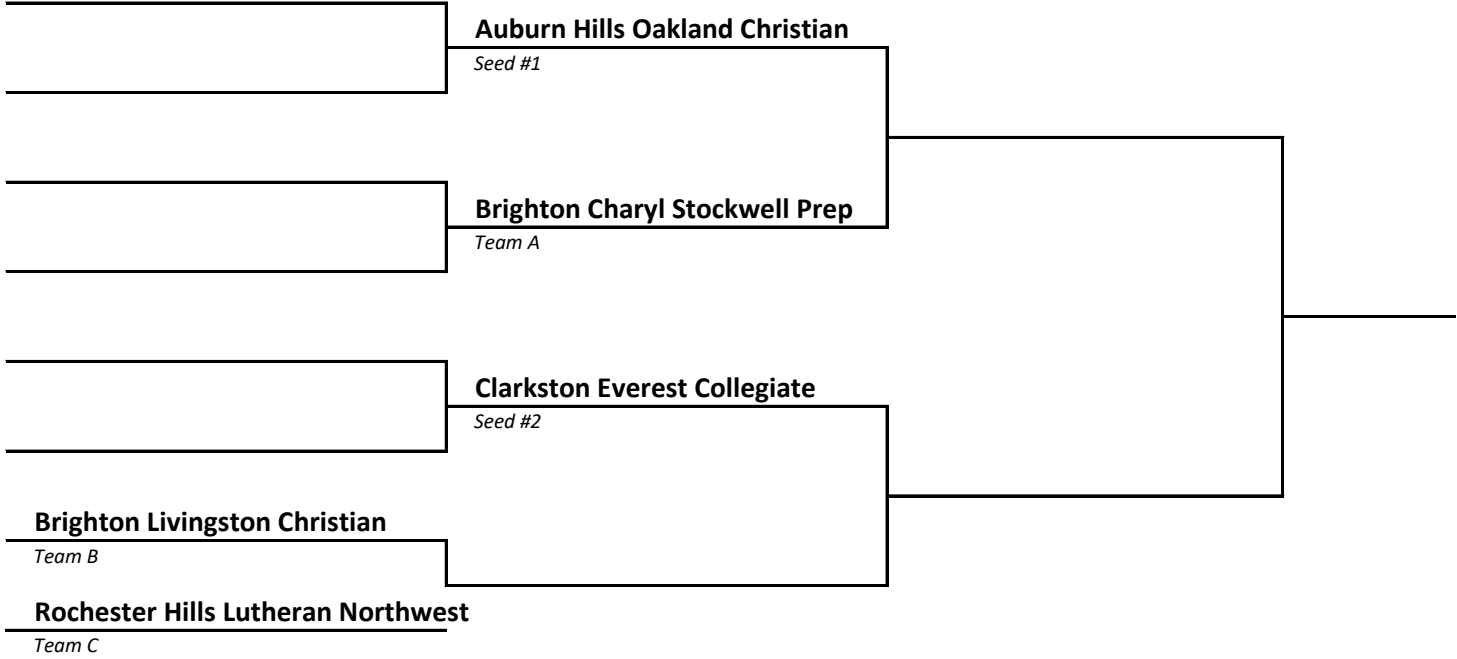 Auburn Hills Oakland Christian
Seed #1
Brighton Charyl Stockwell Prep
Team A
Clarkston Everest Collegiate
Seed #2
Brighton Livingston Christian
Team B
Rochester Hills Lutheran Northwest
Team C